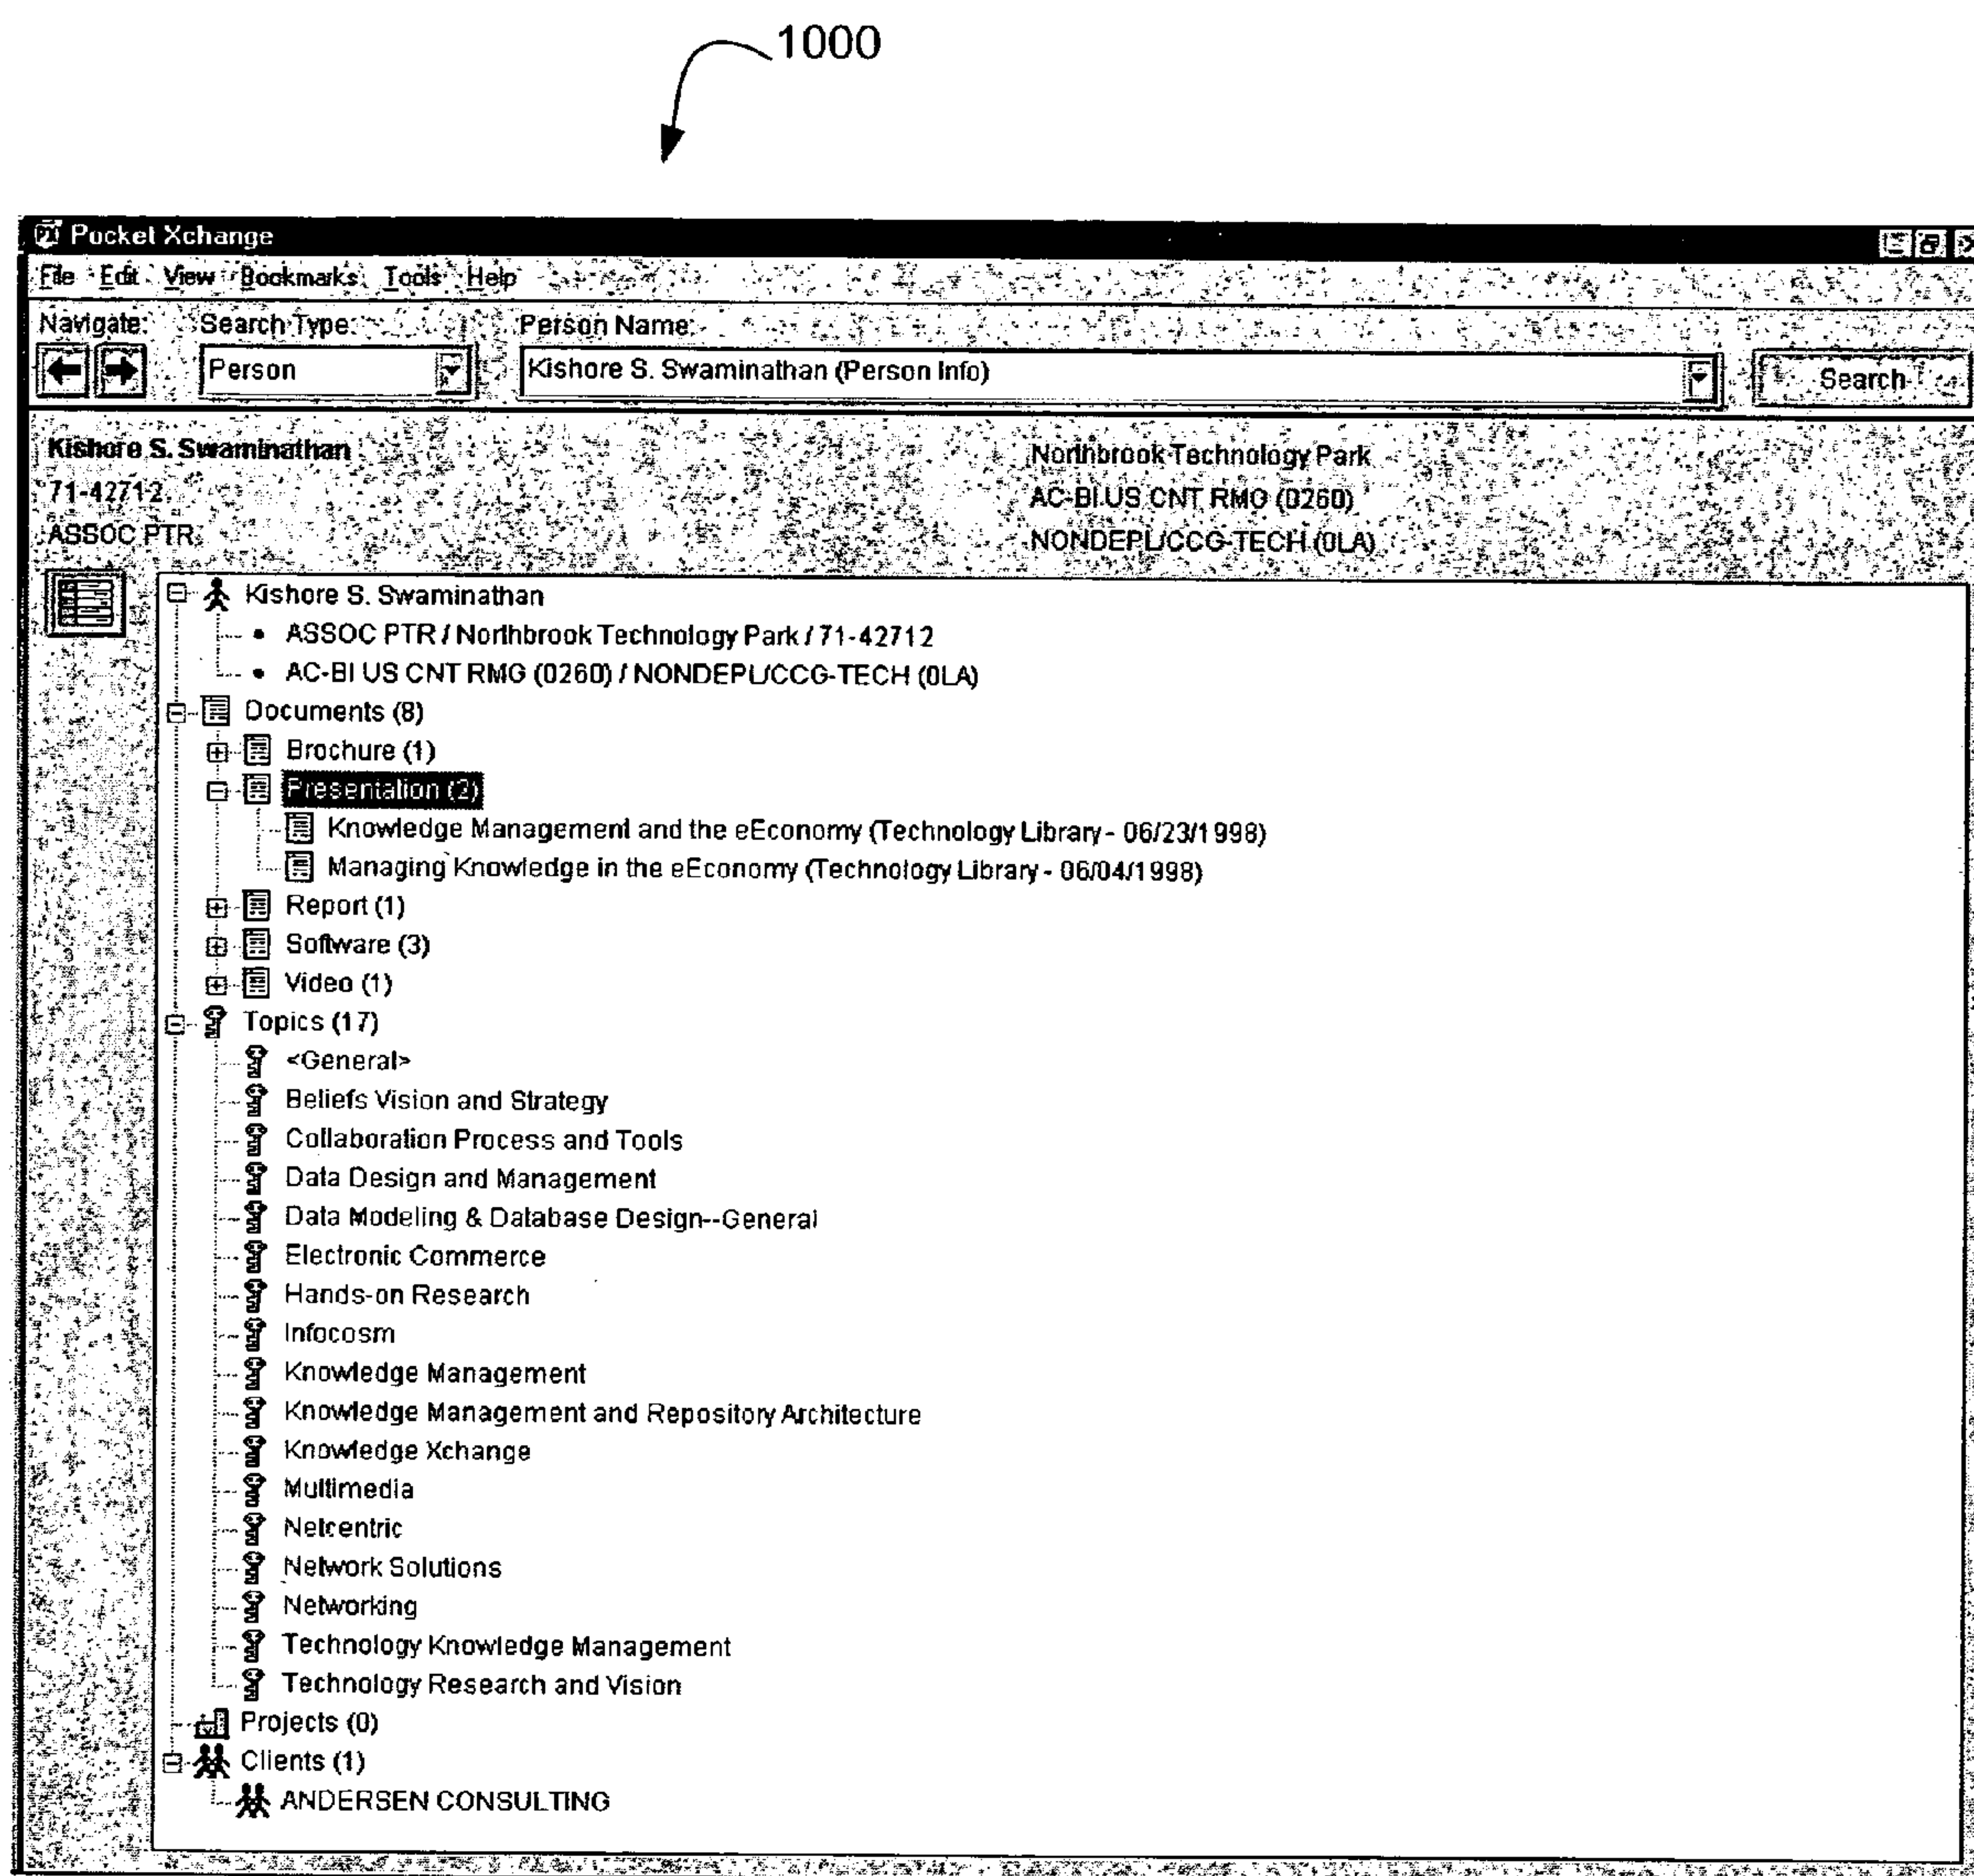 1000
Pocket Xchange
File Edit View Bookmarks Tools Help
Navigate: Search Type: Person Name:
Person Kishore S. Swaminathan (Person Info) Search
Kishore S. Swaminathan Northbrook Technology Park
71-42712 AC-BI US CNT RMG (0260)
ASSOC PTR NONDEPL/CCG-TECH (0LA)
Kishore S. Swaminathan
• ASSOC PTR / Northbrook Technology Park / 71-42712
• AC-BI US CNT RMG (0260) / NONDEPL/CCG-TECH (0LA)
Documents (8)
Brochure (1)
Presentation (2)
Knowledge Management and the eEconomy (Technology Library - 06/23/1998)
Managing Knowledge in the eEconomy (Technology Library - 06/04/1998)
Report (1)
Software (3)
Video (1)
Topics (17)
<General>
Beliefs Vision and Strategy
Collaboration Process and Tools
Data Design and Management
Data Modeling & Database Design--General
Electronic Commerce
Hands-on Research
Infocosm
Knowledge Management
Knowledge Management and Repository Architecture
Knowledge Xchange
Multimedia
Netcentric
Network Solutions
Networking
Technology Knowledge Management
Technology Research and Vision
Projects (0)
Clients (1)
ANDERSEN CONSULTING